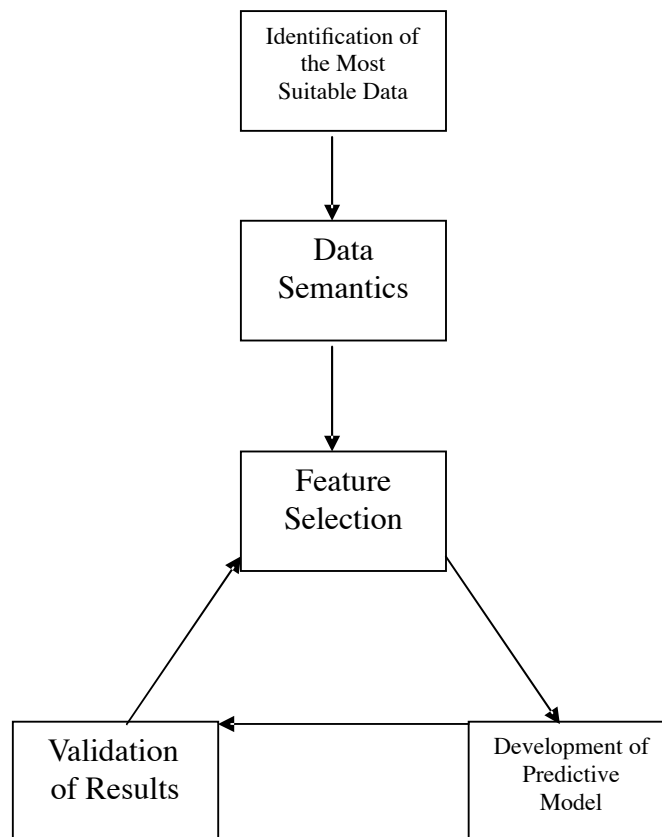 Identification of
the Most
Suitable Data
Data
Semantics
Feature
Selection
Validation
of Results
Development of
Predictive
Model